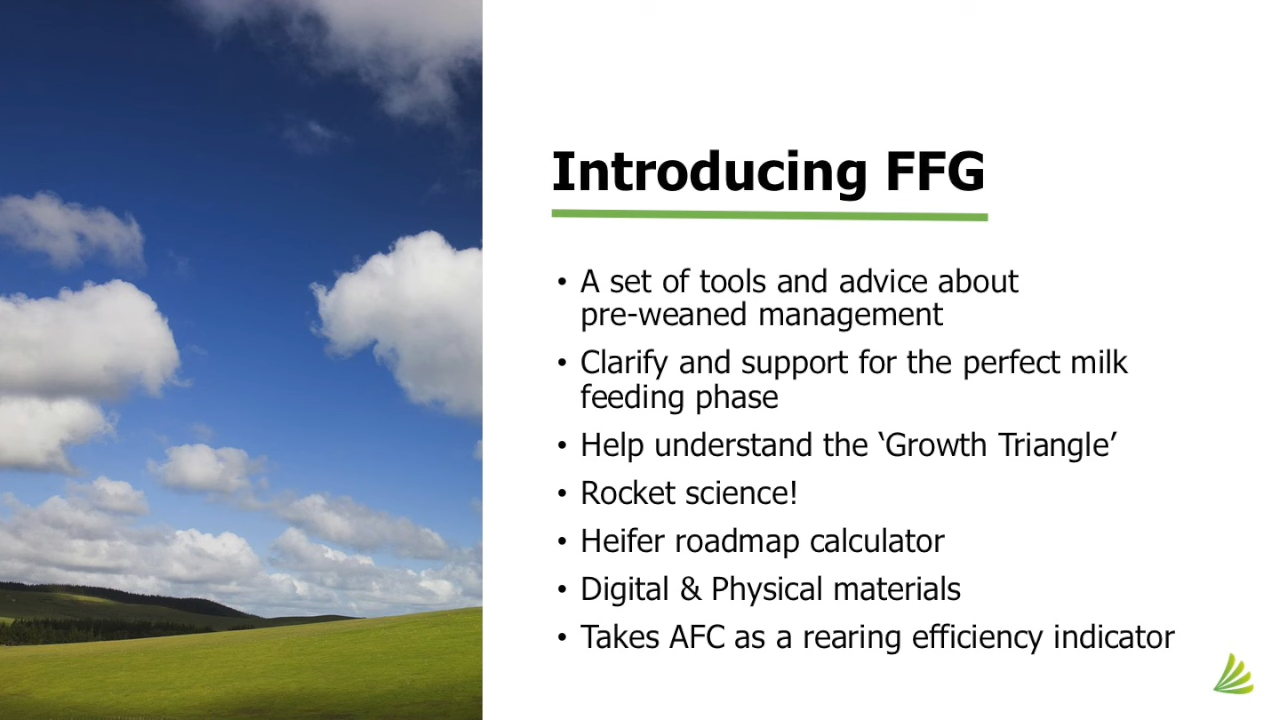 Introducing FFG
• A set of tools and advice about
pre-weaned management
• Clarify and support for the perfect milk
feeding phase
• Help understand the ‘Growth Triangle’
• Rocket science!
• Heifer roadmap calculator
• Digital & Physical materials
• Takes AFC as a rearing efficiency indicator